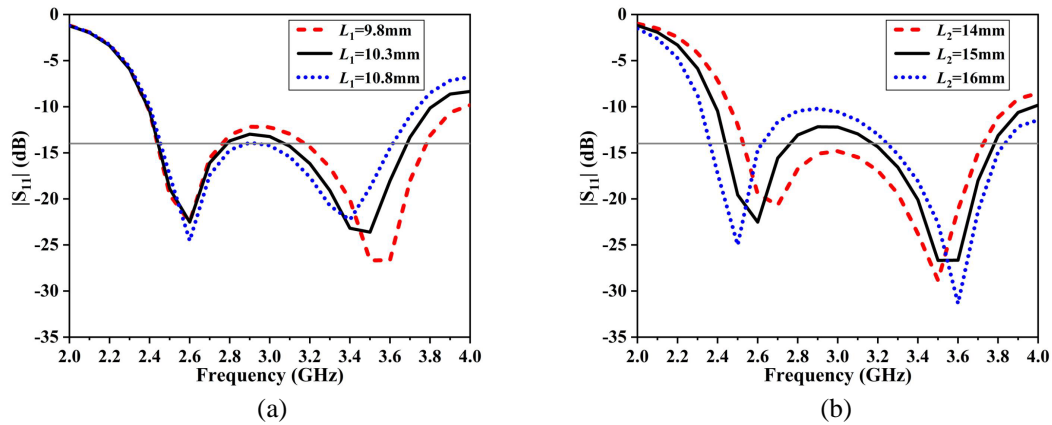 0
-5
-10
-15
-20
-25
-30
-35
|S11| (dB)
2.0 2.2 2.4 2.6 2.8 3.0 3.2 3.4 3.6 3.8 4.0
Frequency (GHz)
L1=9.8mm
L1=10.3mm
L1=10.8mm
(a)
0
-5
-10
-15
-20
-25
-30
-35
|S11| (dB)
2.0 2.2 2.4 2.6 2.8 3.0 3.2 3.4 3.6 3.8 4.0
Frequency (GHz)
L2=14mm
L2=15mm
L2=16mm
(b)